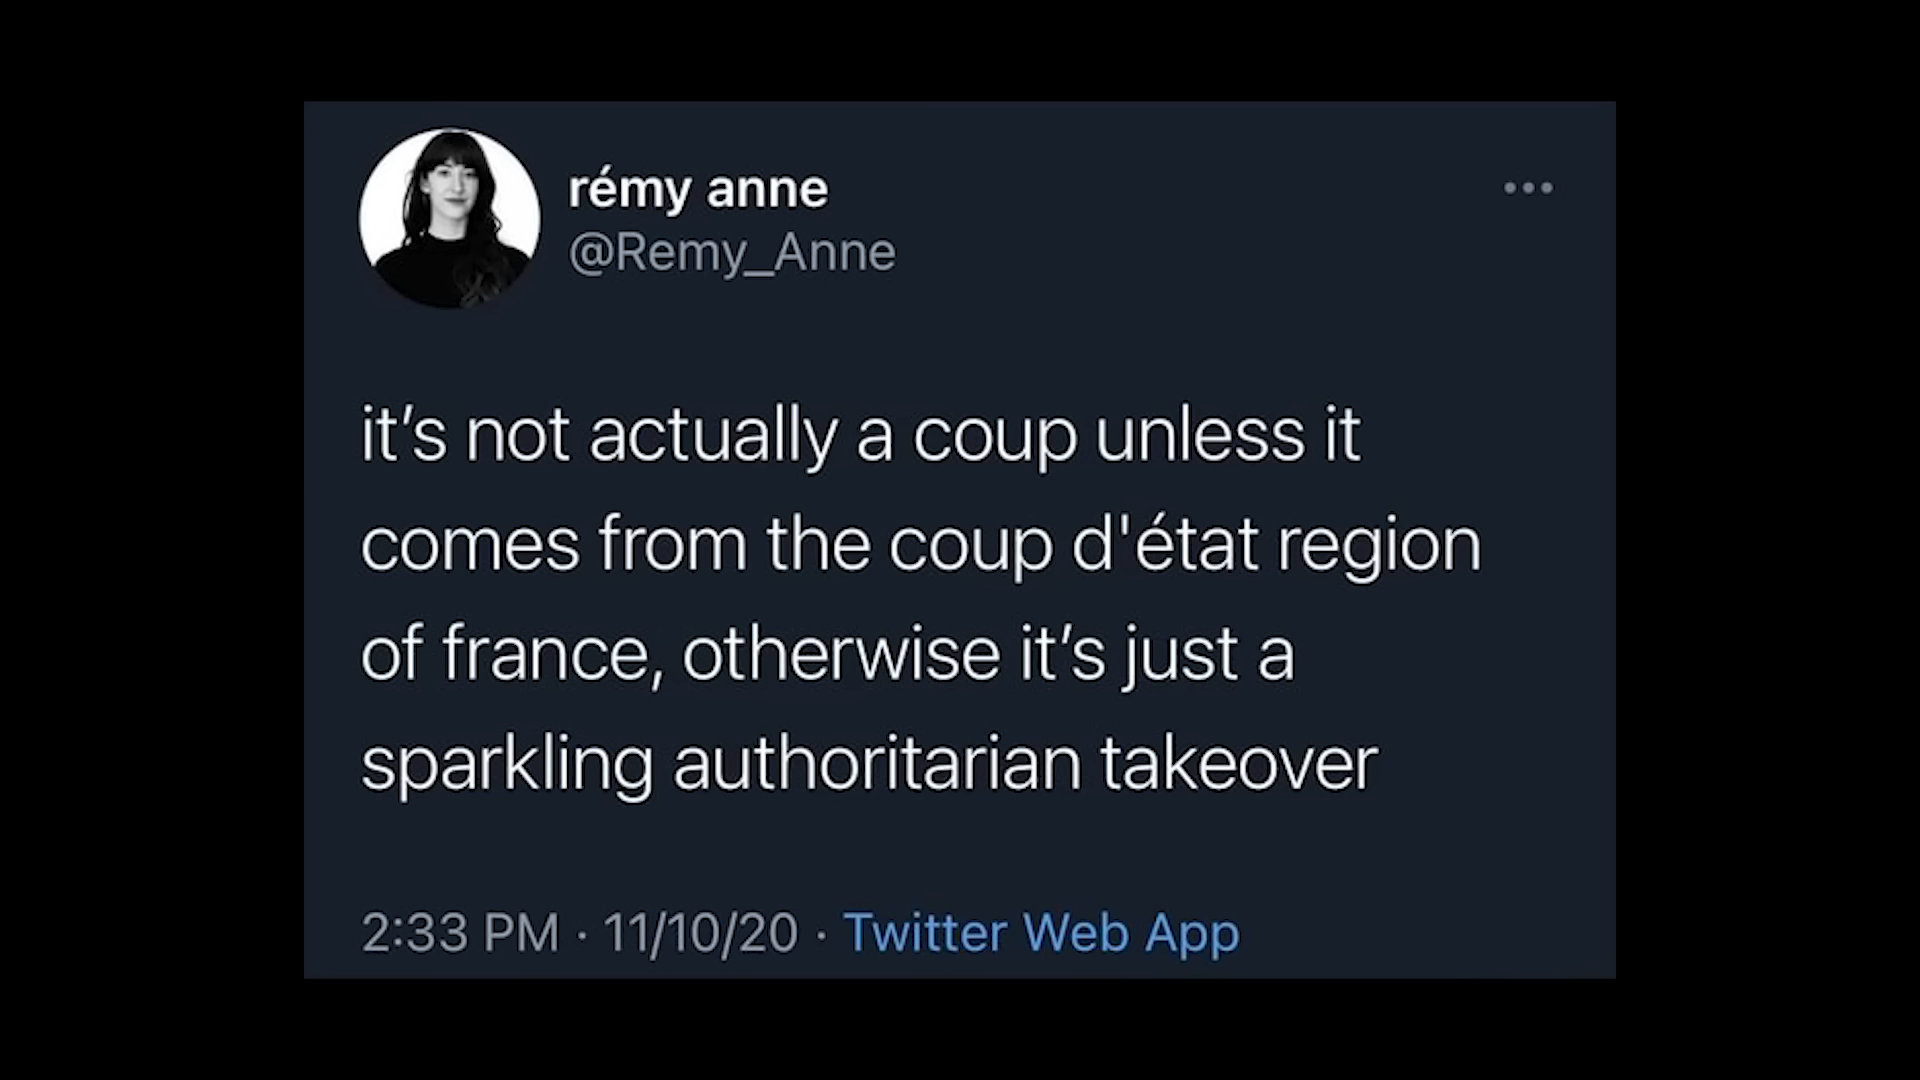 rémy anne
@Remy_Anne
it’s not actually a coup unless it
comes from the coup d'état region
of france, otherwise it’s just a
sparkling authoritarian takeover
2:33 PM · 11/10/20 · Twitter Web App